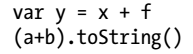 var y = x + f
(a+b).toString()